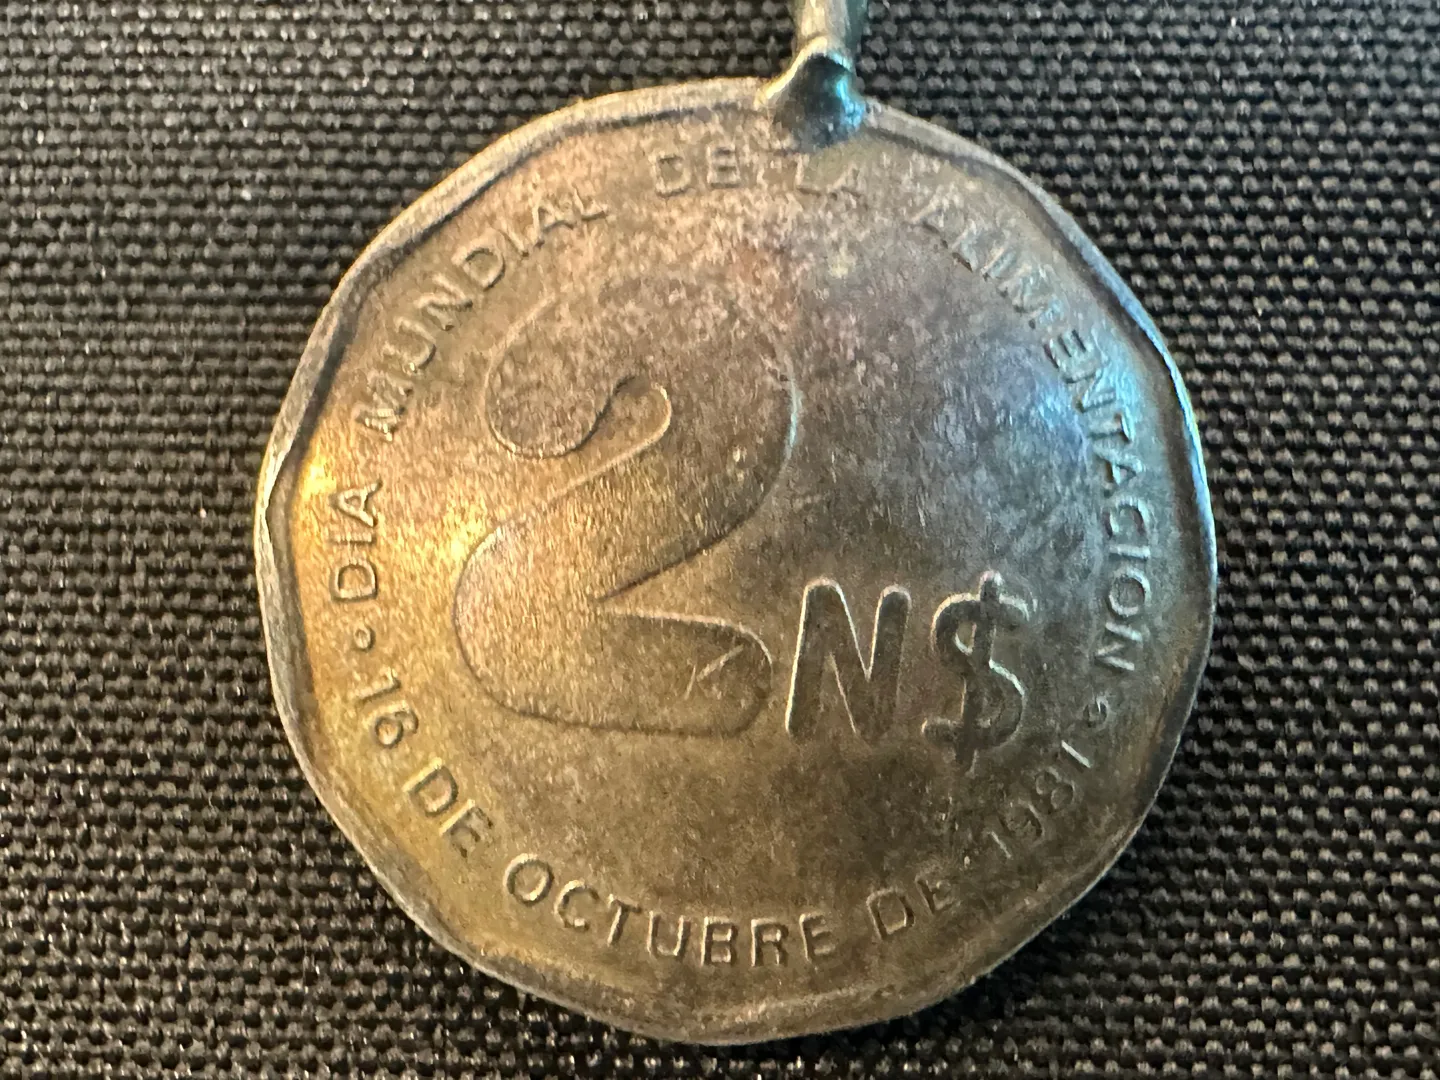 DIA MUNDIAL DE LA ALIMENTACION
2 N$
• 16 DE OCTUBRE DE 1981 •